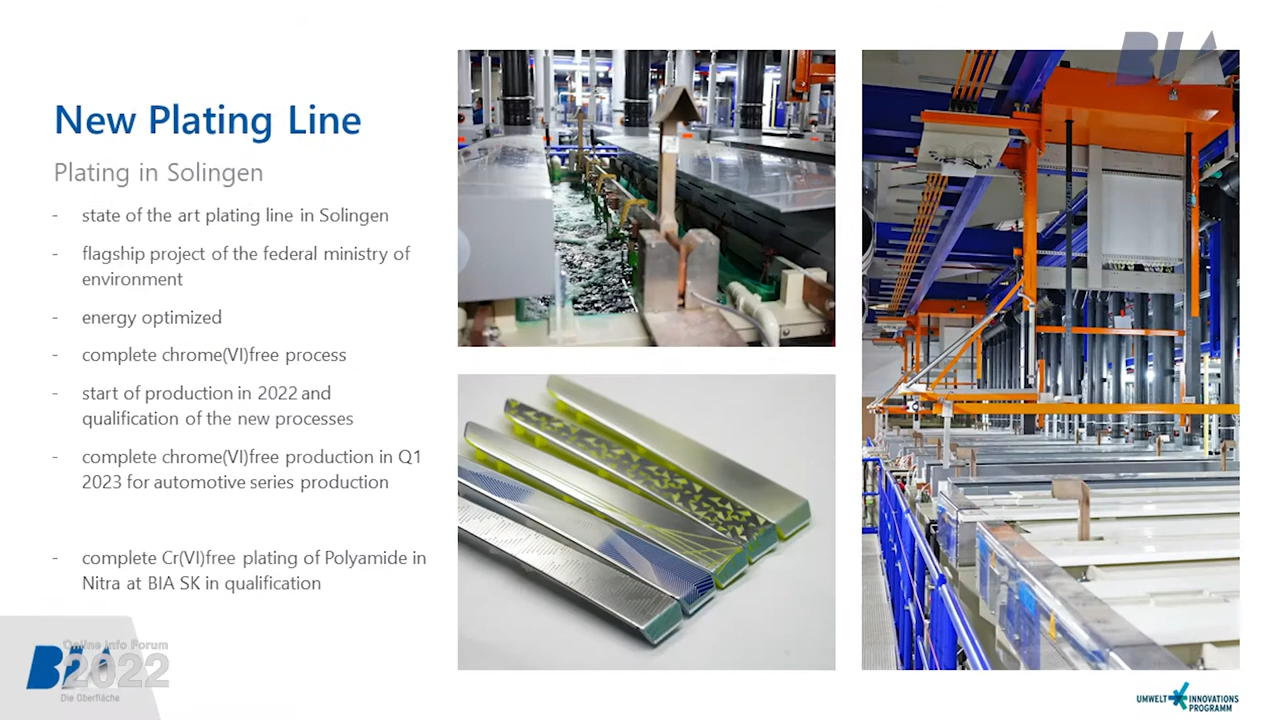 BIA
New Plating Line
Plating in Solingen
- state of the art plating line in Solingen
- flagship project of the federal ministry of
environment
- energy optimized
- complete chrome(VI)free process
- start of production in 2022 and
qualification of the new processes
- complete chrome(VI)free production in Q1
2023 for automotive series production
- complete Cr(VI)free plating of Polyamide in
Nitra at BIA SK in qualification
Online Info Forum
BIA
2022
Die Oberfläche
UMWELT INNOVATIONS
PROGRAMM